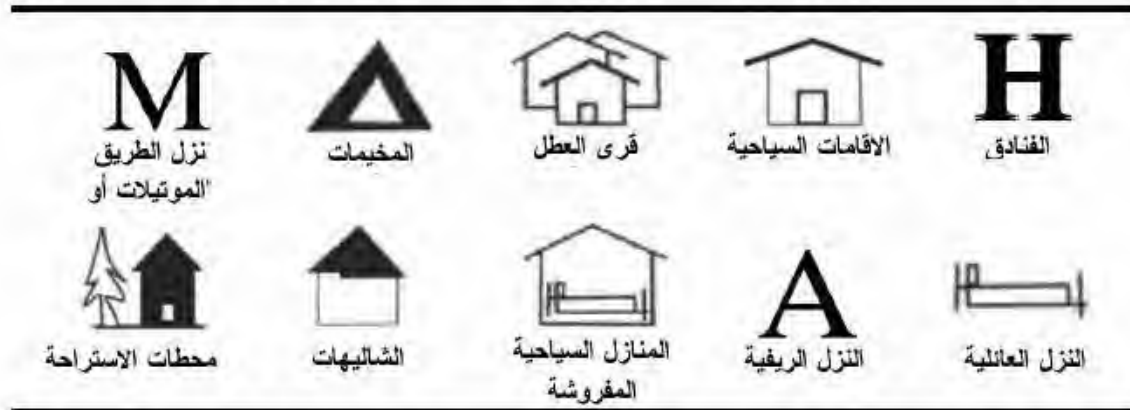 H
الفنادق
الاقامات السياحية
قرى العطل
المخيمات
M
نزل الطريق
"الموتيلات أو
النزل العائلية
A
النزل الريفية
المنازل السياحية
المفروشة
الشاليهات
محطات الاستراحة